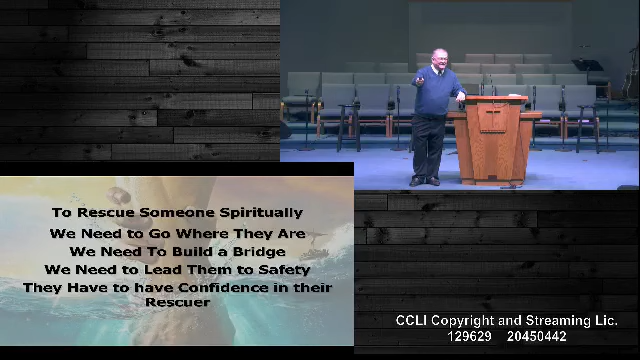 To Rescue Someone Spiritually
We Need to Go Where They Are
We Need To Build a Bridge
We Need to Lead Them to Safety
They Have to have Confidence in their
Rescuer
CCLI Copyright and Streaming Lic.
129629 20450442